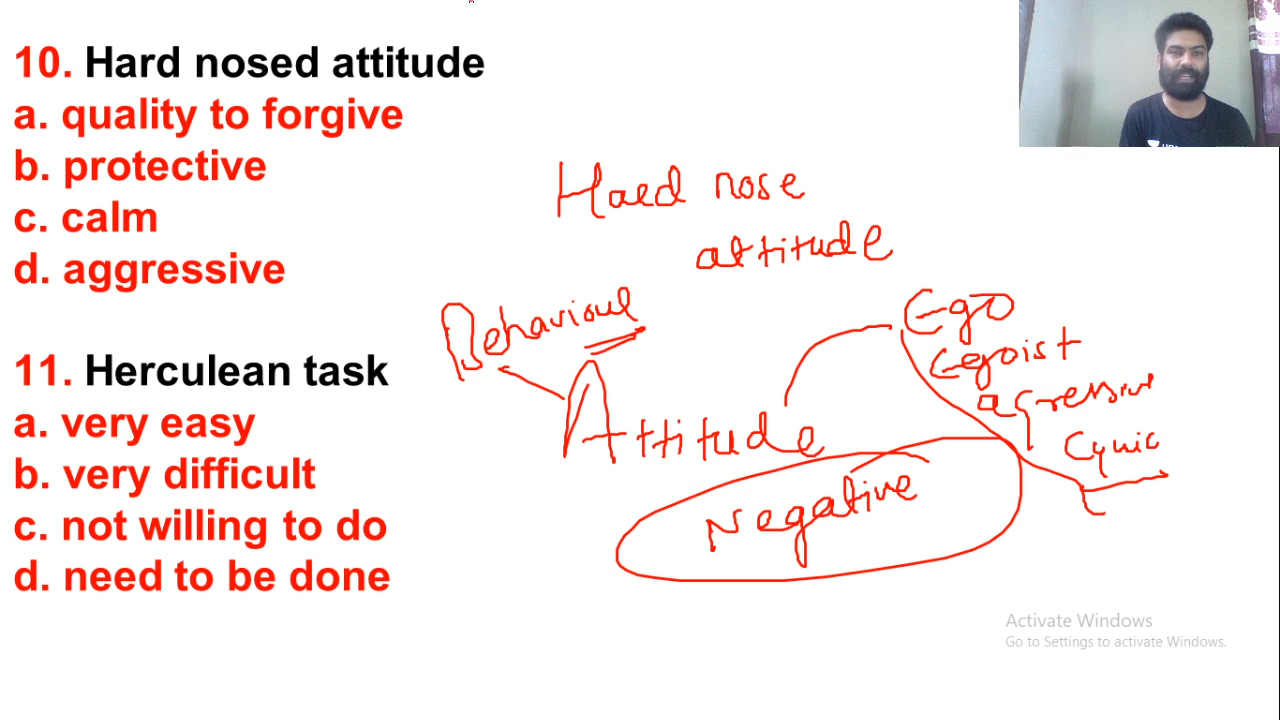 10. Hard nosed attitude
a. quality to forgive
b. protective
c. calm
d. aggressive
11. Herculean task
a. very easy
b. very difficult
c. not willing to do
d. need to be done
Hard nose
attitude
Behaviour
Attitude
Ego
Egoist
agressive
Cynic
Negative
Activate Windows
Go to Settings to activate Windows.